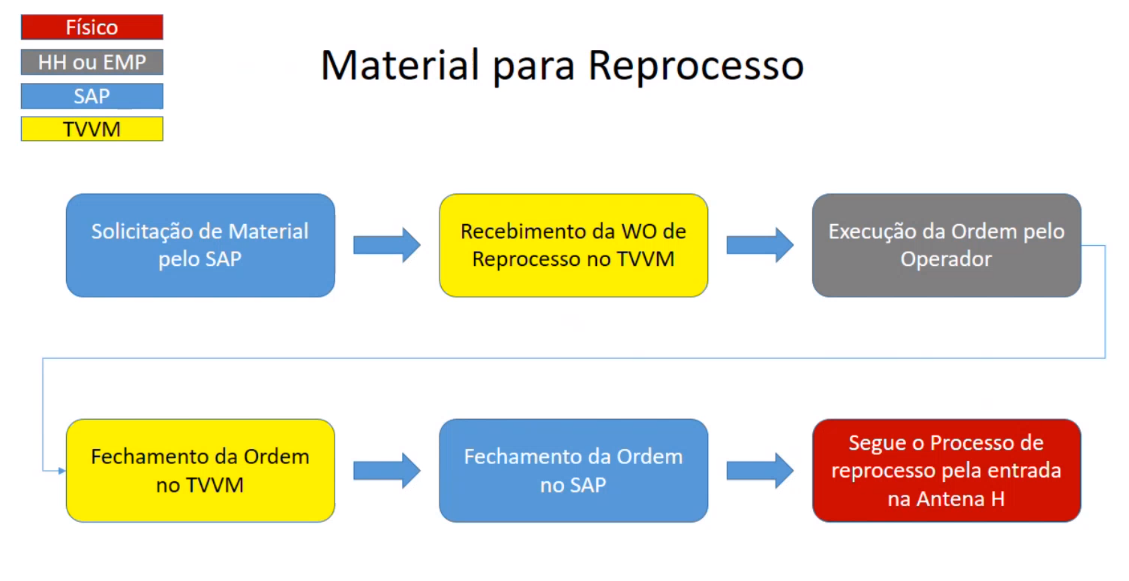 Físico
HH ou EMP
SAP
TVVM
Material para Reprocesso
Solicitação de Material
pelo SAP
Recebimento da WO de
Reprocesso no TVVM
Execução da Ordem pelo
Operador
Fechamento da Ordem
no TVVM
Fechamento da Ordem
no SAP
Segue o Processo de
reprocesso pela entrada
na Antena H